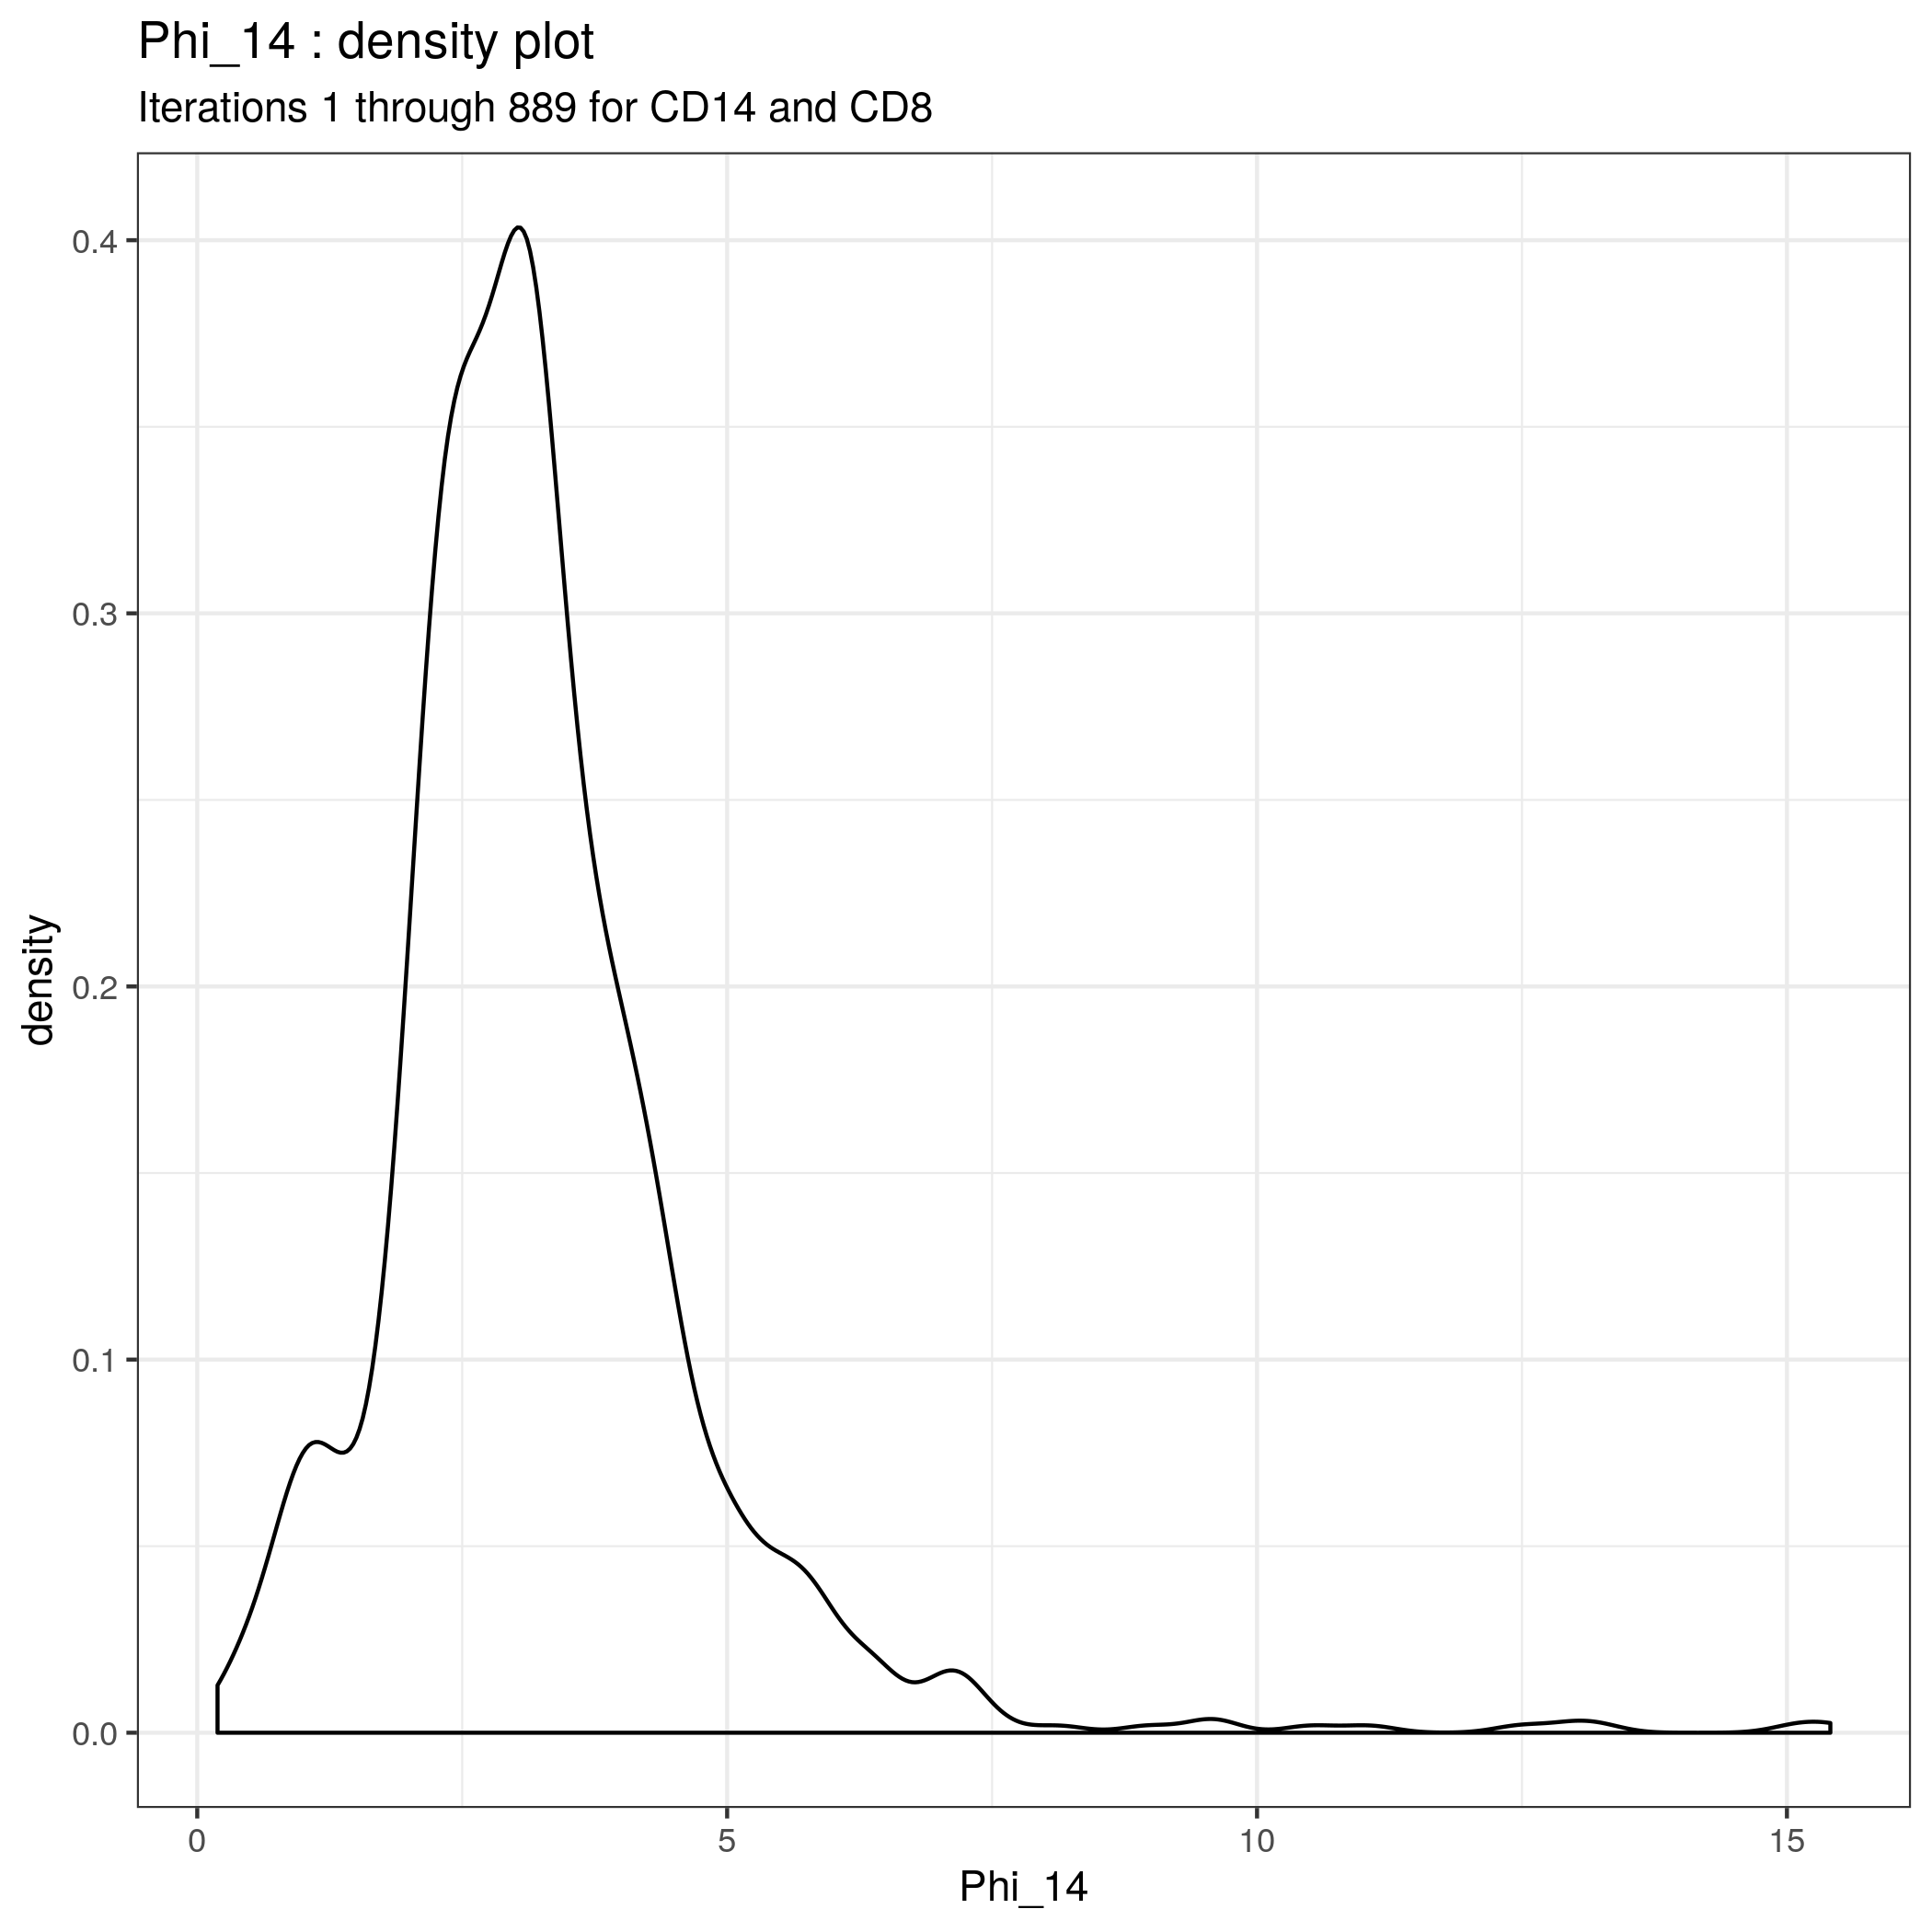 Phi_14 : density plot
Iterations 1 through 889 for CD14 and CD8
0.4
0.3
0.2
0.1
0.0
density
0 5 10 15
Phi_14